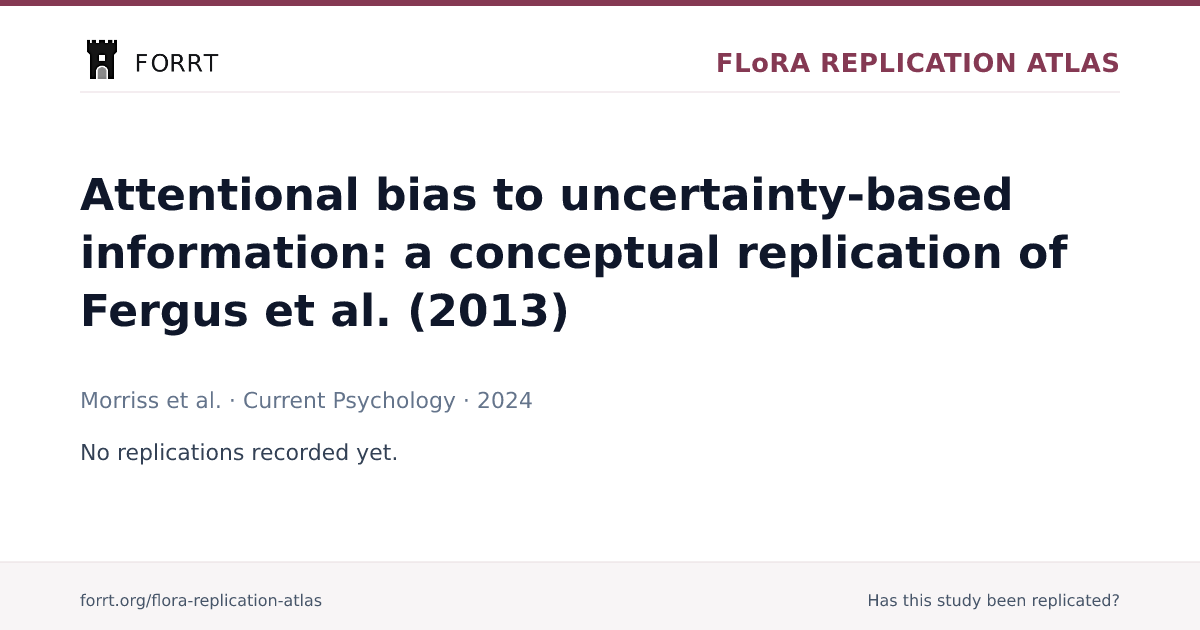 FORRT
FLoRA REPLICATION ATLAS
Attentional bias to uncertainty-based
information: a conceptual replication of
Fergus et al. (2013)
Morriss et al. · Current Psychology · 2024
No replications recorded yet.
forrt.org/flora-replication-atlas
Has this study been replicated?